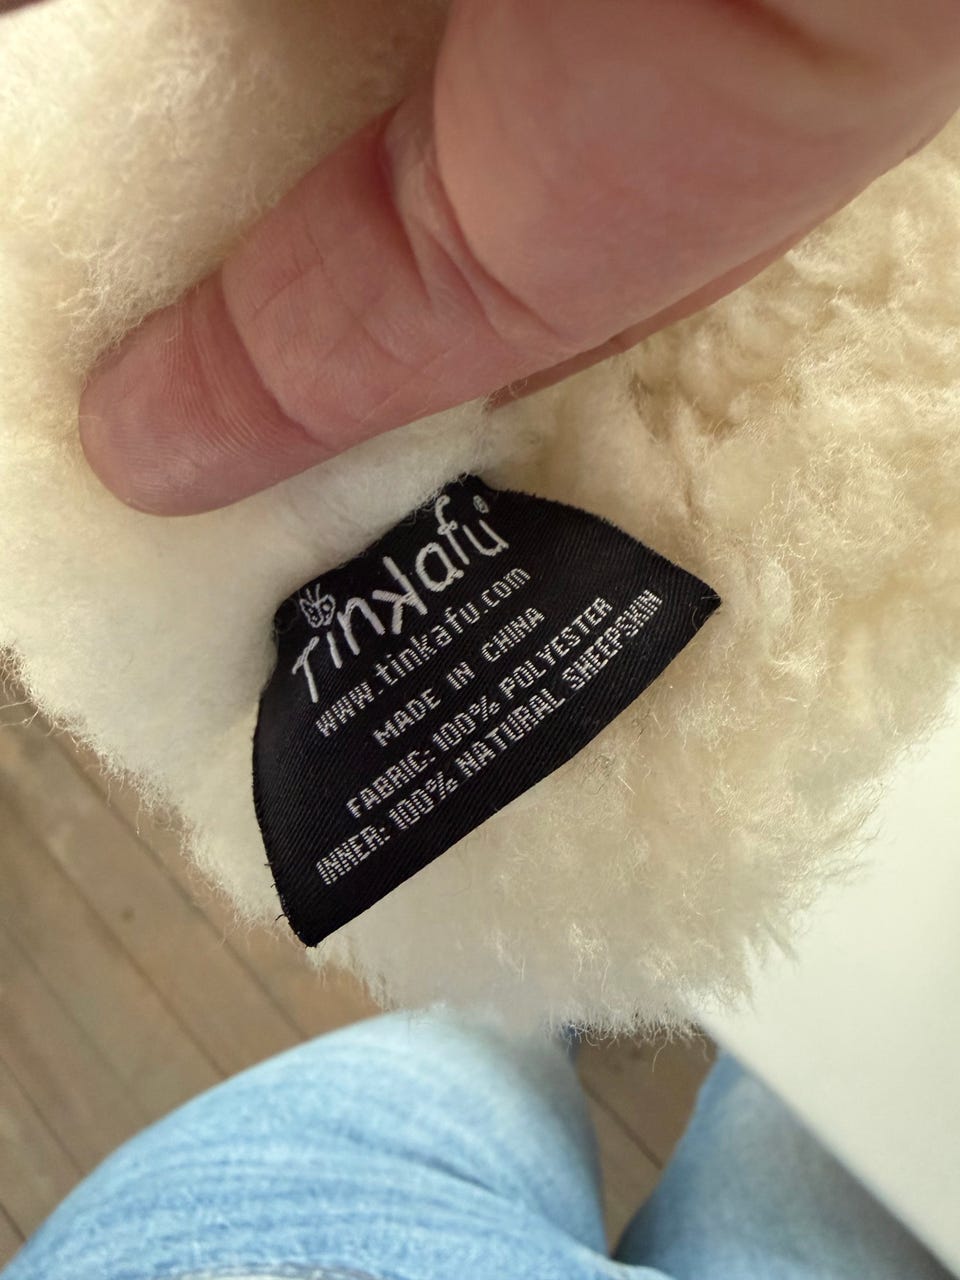 Tinkafu®
www.tinkafu.com
MADE IN CHINA
FABRIC: 100% POLYESTER
INNER: 100% NATURAL SHEEPSKIN